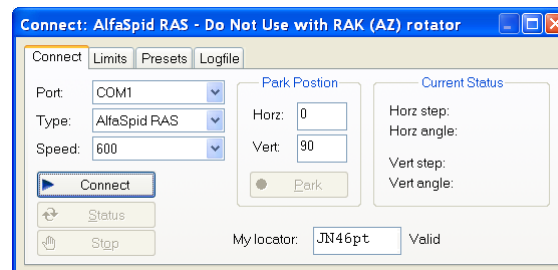 Connect: AlfaSpid RAS - Do Not Use with RAK (AZ) rotator
Connect Limits Presets Logfile
Port: COM1
Type: AlfaSpid RAS
Speed: 600
Connect
Status
Stop
Park Postion
Horz: 0
Vert: 90
Park
Current Status
Horz step:
Horz angle:
Vert step:
Vert angle:
My locator: JN46pt Valid